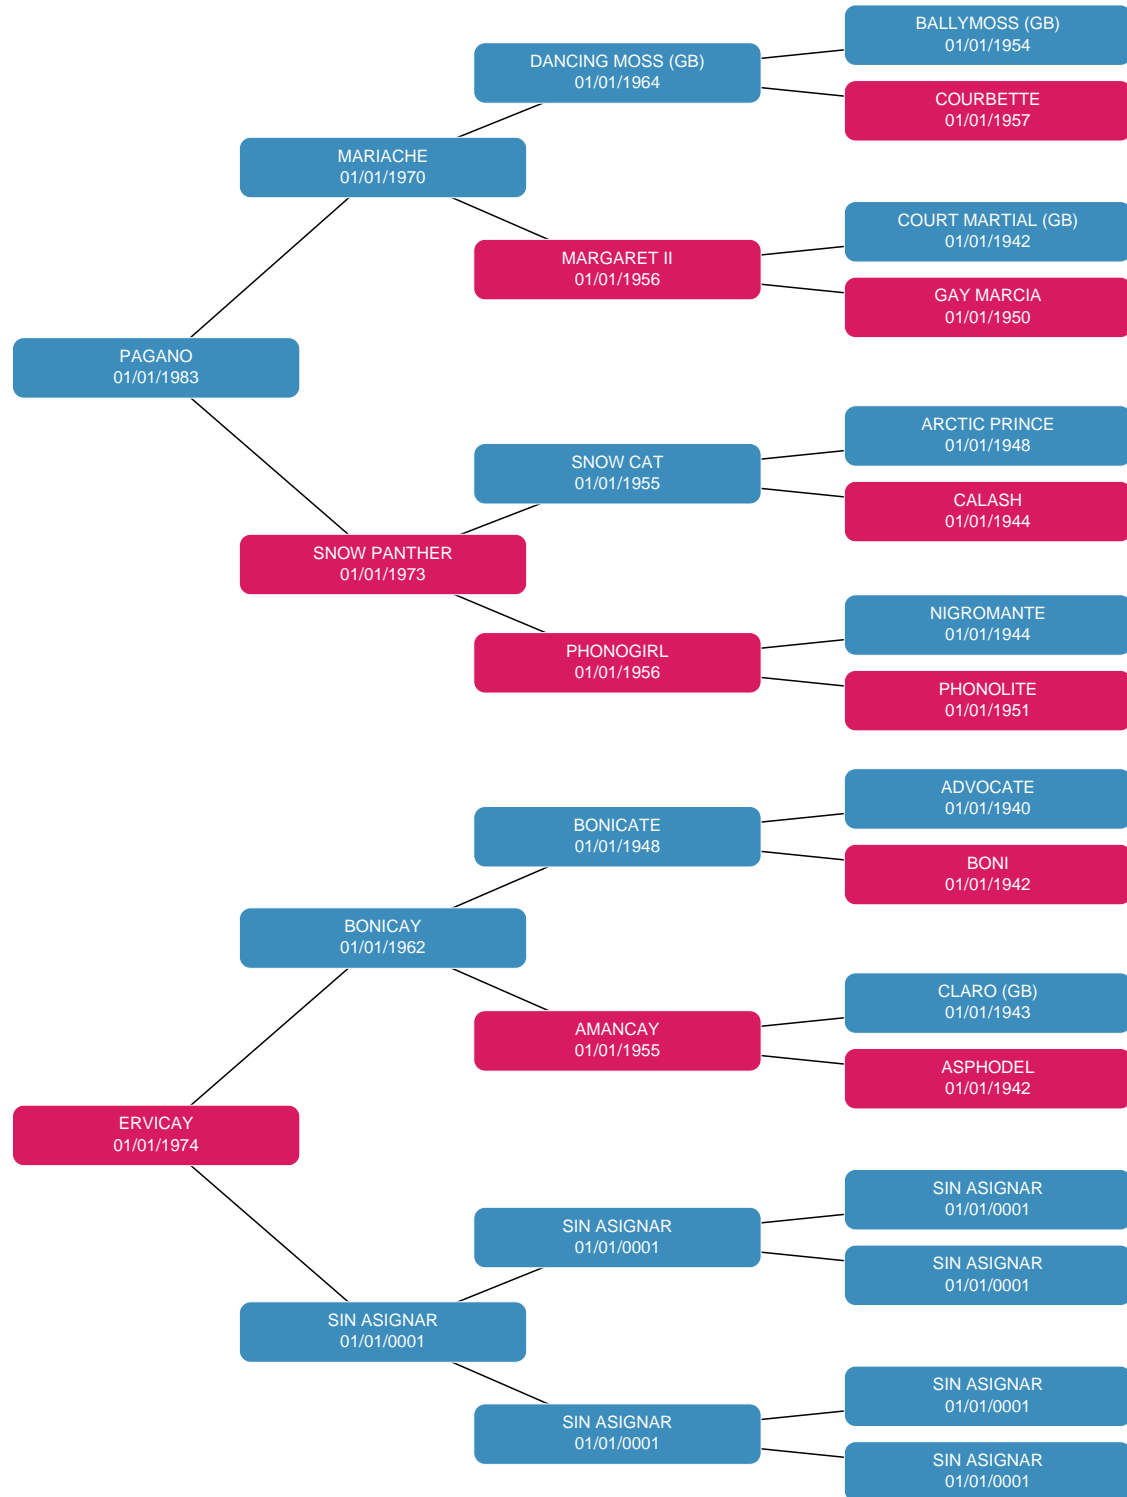 BALLYMOSS (GB)
01/01/1954
DANCING MOSS (GB)
01/01/1964
COURBETTE
01/01/1957
MARIACHE
01/01/1970
COURT MARTIAL (GB)
01/01/1942
MARGARET II
01/01/1956
GAY MARCIA
01/01/1950
PAGANO
01/01/1983
ARCTIC PRINCE
01/01/1948
SNOW CAT
01/01/1955
CALASH
01/01/1944
SNOW PANTHER
01/01/1973
NIGROMANTE
01/01/1944
PHONOGIRL
01/01/1956
PHONOLITE
01/01/1951
ADVOCATE
01/01/1940
BONICATE
01/01/1948
BONI
01/01/1942
BONICAY
01/01/1962
CLARO (GB)
01/01/1943
AMANCAY
01/01/1955
ASPHODEL
01/01/1942
ERVICAY
01/01/1974
SIN ASIGNAR
01/01/0001
SIN ASIGNAR
01/01/0001
SIN ASIGNAR
01/01/0001
SIN ASIGNAR
01/01/0001
SIN ASIGNAR
01/01/0001
SIN ASIGNAR
01/01/0001
SIN ASIGNAR
01/01/0001